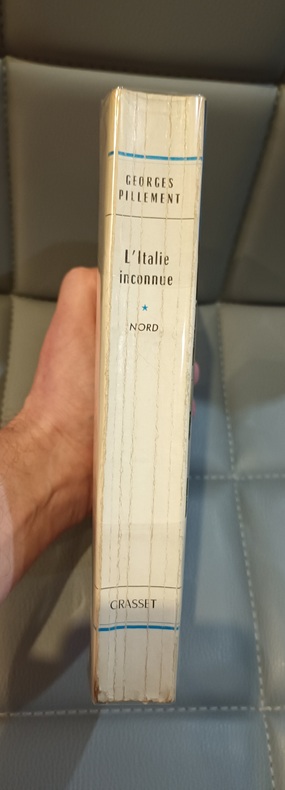 GEORGES
PILLEMENT
L'Italie
inconnue
NORD
GRASSET